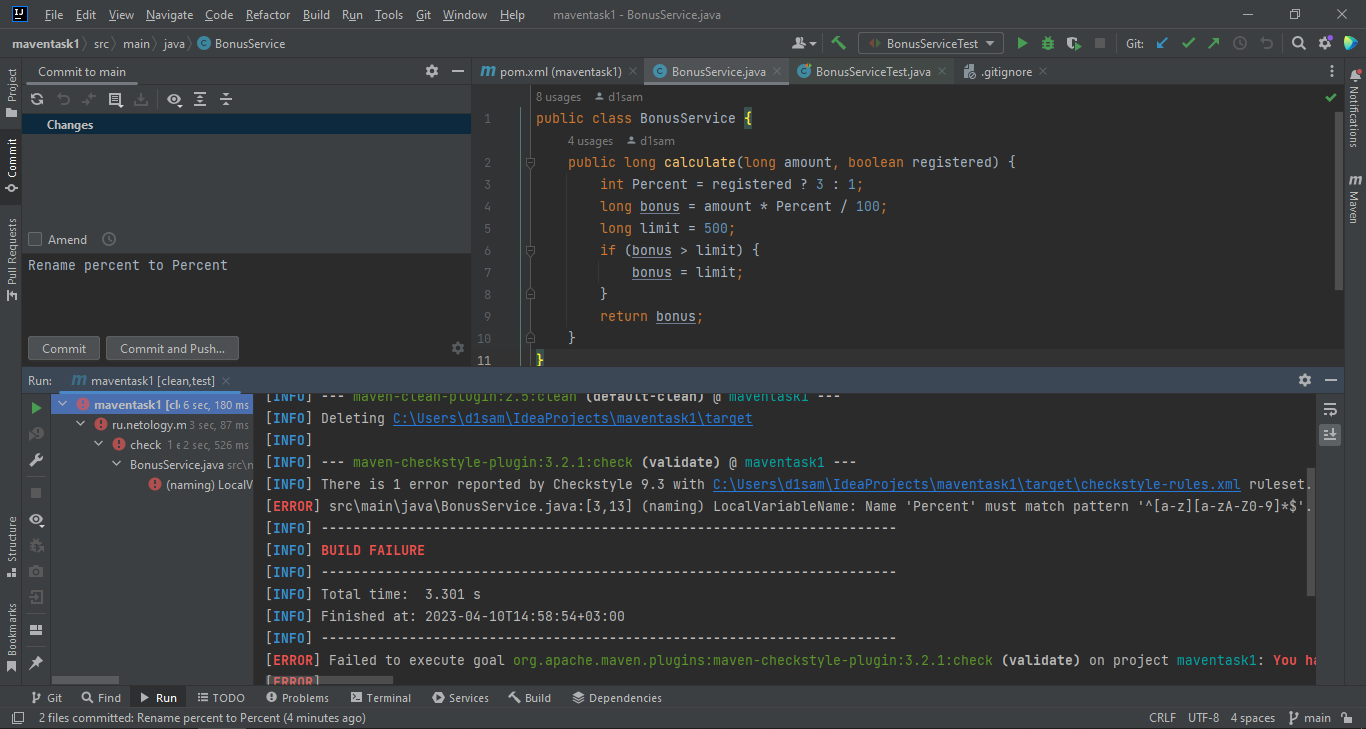 File Edit View Navigate Code Refactor Build Run Tools Git Window Help maventask1 - BonusService.java
maventask1 src main java BonusService
BonusServiceTest Git:
Project
Commit
Pull Requests
Structure
Bookmarks
Commit to main
Changes
Amend
Rename percent to Percent
Commit Commit and Push...
pom.xml (maventask1) BonusService.java BonusServiceTest.java .gitignore
8 usages d1sam
1 public class BonusService {
4 usages d1sam
2 public long calculate(long amount, boolean registered) {
3 int Percent = registered ? 3 : 1;
4 long bonus = amount * Percent / 100;
5 long limit = 500;
6 if (bonus > limit) {
7 bonus = limit;
8 }
9 return bonus;
10 }
11 }
Notifications
Maven
Run: maventask1 [clean,test]
maventask1 [cl 6 sec, 180 ms
ru.netology.m 3 sec, 87 ms
check 1 e 2 sec, 526 ms
BonusService.java src\n
(naming) LocalV
[INFO] --- maven-clean-plugin:2.5:clean (default-clean) @ maventask1 ---
[INFO] Deleting C:\Users\d1sam\IdeaProjects\maventask1\target
[INFO]
[INFO] --- maven-checkstyle-plugin:3.2.1:check (validate) @ maventask1 ---
[INFO] There is 1 error reported by Checkstyle 9.3 with C:\Users\d1sam\IdeaProjects\maventask1\target\checkstyle-rules.xml ruleset.
[ERROR] src\main\java\BonusService.java:[3,13] (naming) LocalVariableName: Name 'Percent' must match pattern '^[a-z][a-zA-Z0-9]*$'.
[INFO] ------------------------------------------------------------------------
[INFO] BUILD FAILURE
[INFO] ------------------------------------------------------------------------
[INFO] Total time:  3.301 s
[INFO] Finished at: 2023-04-10T14:58:54+03:00
[INFO] ------------------------------------------------------------------------
[ERROR] Failed to execute goal org.apache.maven.plugins:maven-checkstyle-plugin:3.2.1:check (validate) on project maventask1: You ha
[ERROR]
Git Find Run TODO Problems Terminal Services Build Dependencies
2 files committed: Rename percent to Percent (4 minutes ago) CRLF UTF-8 4 spaces main